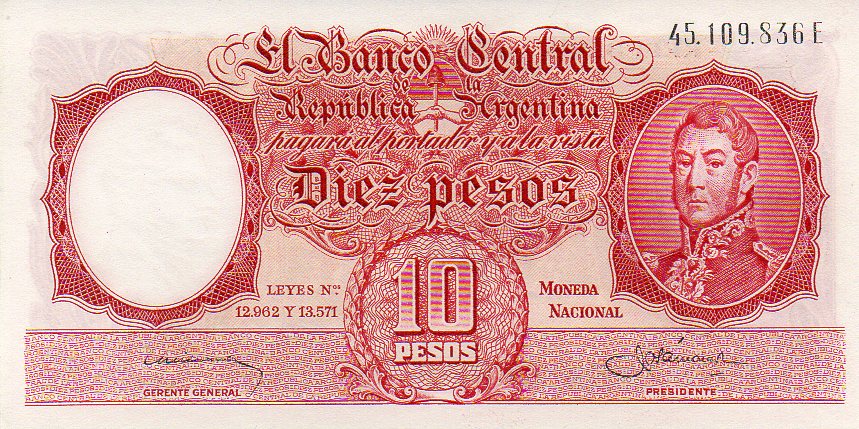 45.109.836 E
El Banco Central
de la
República Argentina
pagará al portador y a la vista
Diez pesos
LEYES Nos.
12.962 Y 13.571
MONEDA
NACIONAL
10
PESOS
GERENTE GENERAL
PRESIDENTE